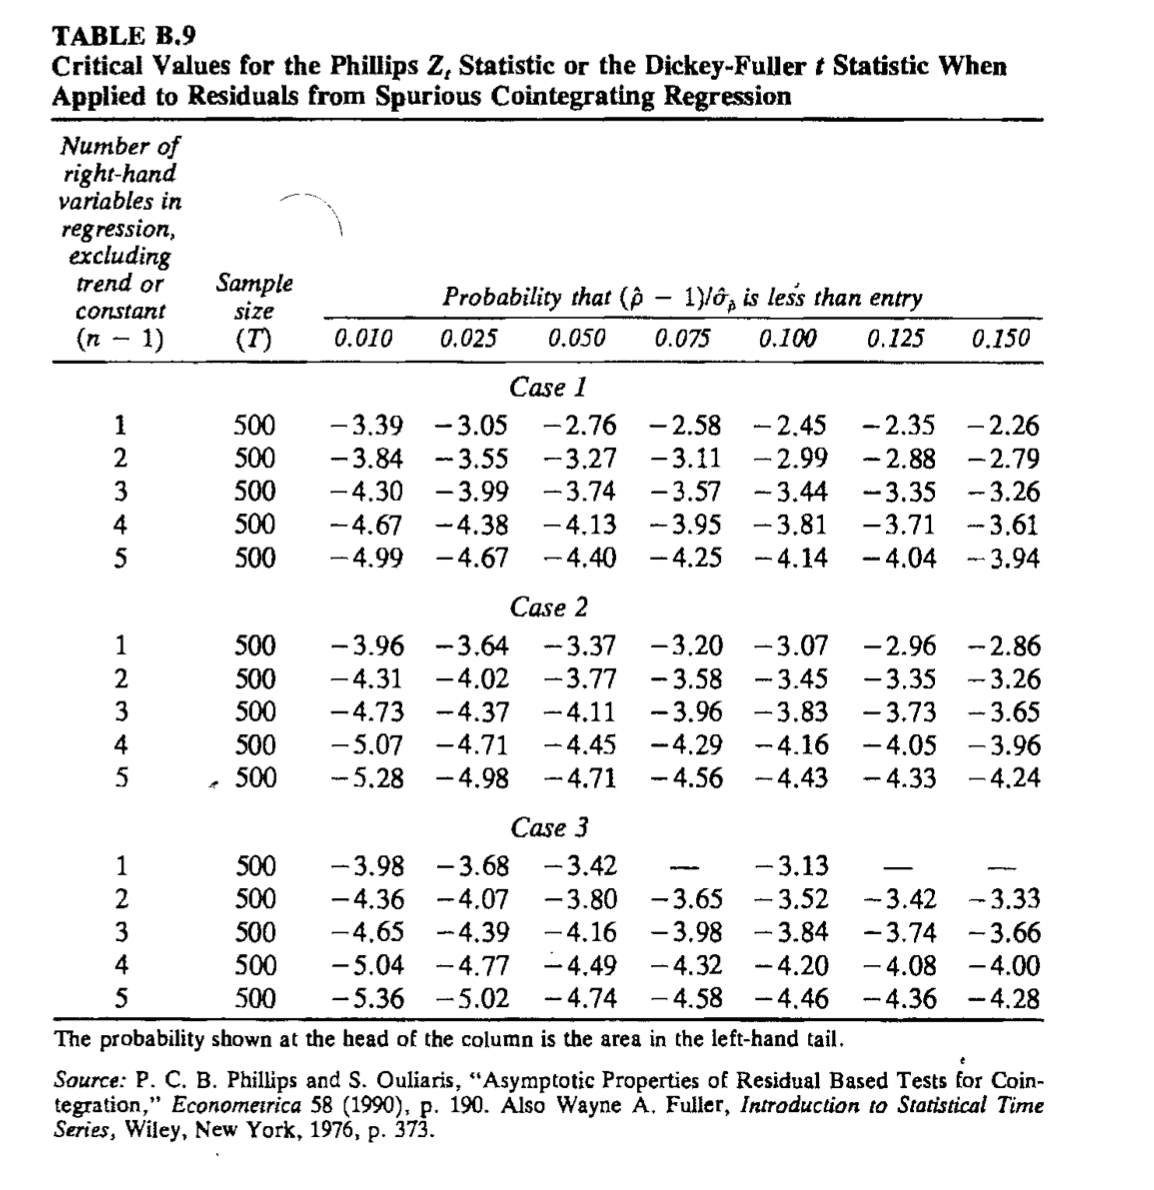 TABLE B.9
Critical Values for the Phillips Zₜ Statistic or the Dickey-Fuller t Statistic When
Applied to Residuals from Spurious Cointegrating Regression
Number of
right-hand
variables in
regression,
excluding
trend or
constant
(n − 1)
Sample
size
(T)
Probability that (ρ̂ − 1)/σ̂ρ̂ is less than entry
0.010 0.025 0.050 0.075 0.100 0.125 0.150
Case 1
1 500 −3.39 −3.05 −2.76 −2.58 −2.45 −2.35 −2.26
2 500 −3.84 −3.55 −3.27 −3.11 −2.99 −2.88 −2.79
3 500 −4.30 −3.99 −3.74 −3.57 −3.44 −3.35 −3.26
4 500 −4.67 −4.38 −4.13 −3.95 −3.81 −3.71 −3.61
5 500 −4.99 −4.67 −4.40 −4.25 −4.14 −4.04 −3.94
Case 2
1 500 −3.96 −3.64 −3.37 −3.20 −3.07 −2.96 −2.86
2 500 −4.31 −4.02 −3.77 −3.58 −3.45 −3.35 −3.26
3 500 −4.73 −4.37 −4.11 −3.96 −3.83 −3.73 −3.65
4 500 −5.07 −4.71 −4.45 −4.29 −4.16 −4.05 −3.96
5 500 −5.28 −4.98 −4.71 −4.56 −4.43 −4.33 −4.24
Case 3
1 500 −3.98 −3.68 −3.42 — −3.13 — —
2 500 −4.36 −4.07 −3.80 −3.65 −3.52 −3.42 −3.33
3 500 −4.65 −4.39 −4.16 −3.98 −3.84 −3.74 −3.66
4 500 −5.04 −4.77 −4.49 −4.32 −4.20 −4.08 −4.00
5 500 −5.36 −5.02 −4.74 −4.58 −4.46 −4.36 −4.28
The probability shown at the head of the column is the area in the left-hand tail.
Source: P. C. B. Phillips and S. Ouliaris, “Asymptotic Properties of Residual Based Tests for Coin-
tegration,” Econometrica 58 (1990), p. 190. Also Wayne A. Fuller, Introduction to Statistical Time
Series, Wiley, New York, 1976, p. 373.